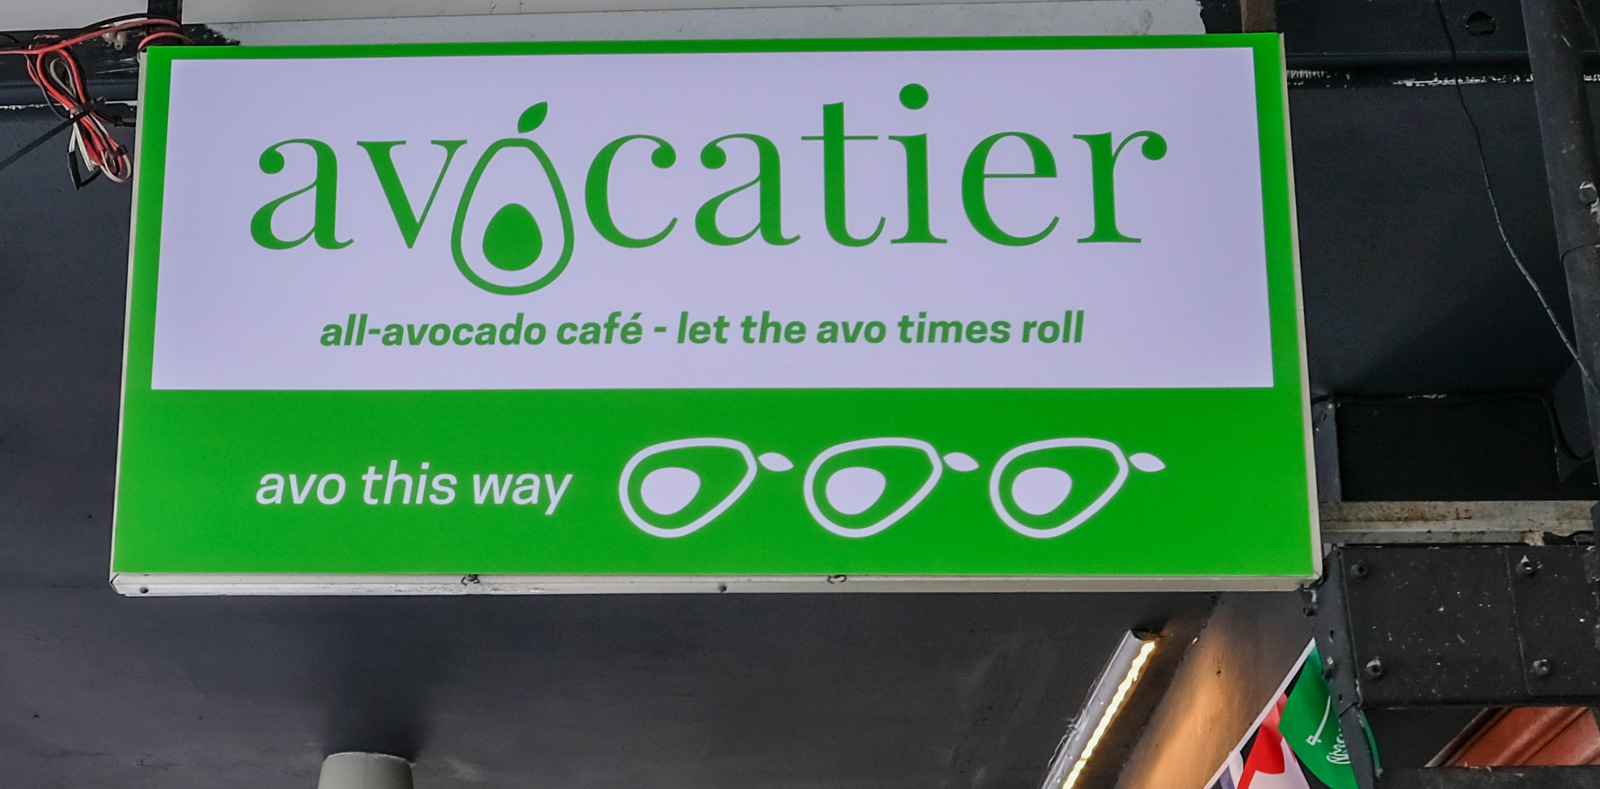 avocatier
all-avocado café - let the avo times roll
avo this way